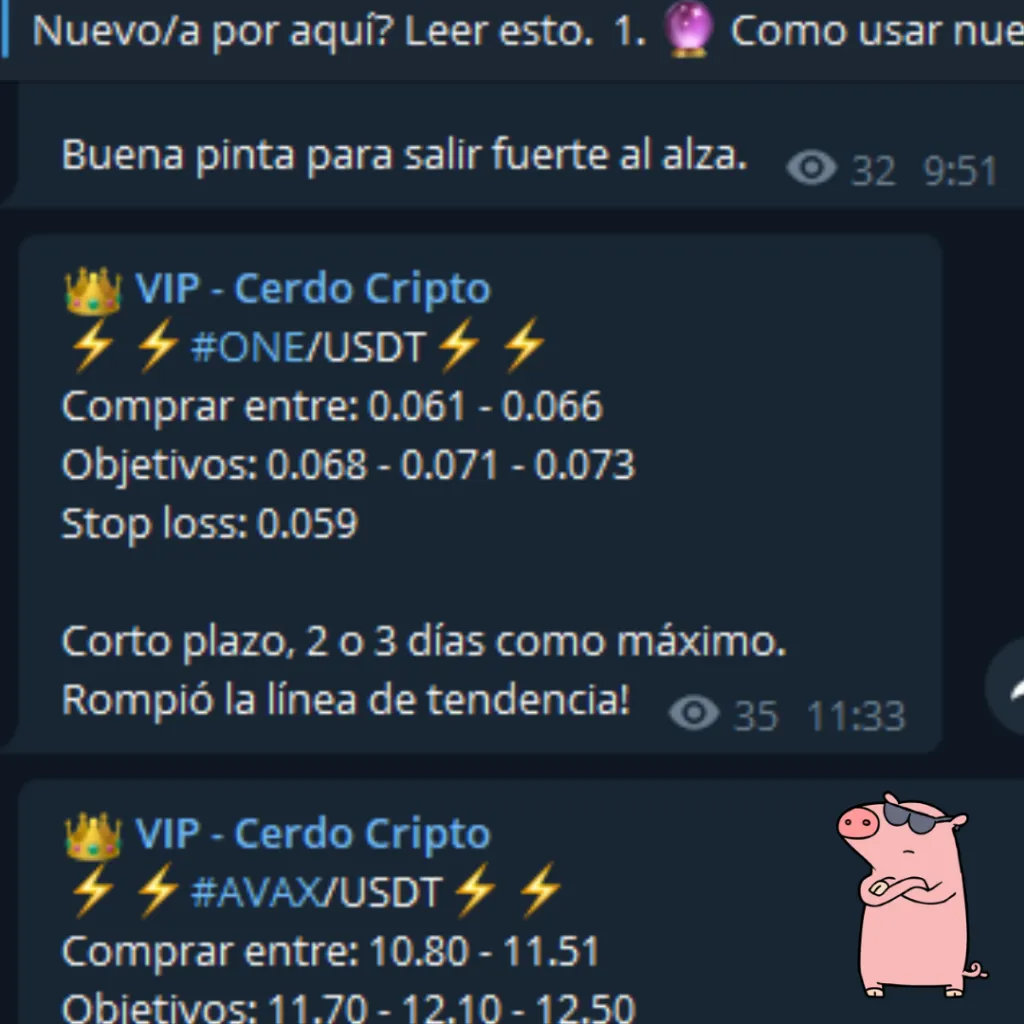 Nuevo/a por aquí? Leer esto. 1. 🔮 Como usar nue
Buena pinta para salir fuerte al alza. 32 9:51
👑 VIP - Cerdo Cripto
⚡ ⚡ #ONE/USDT ⚡ ⚡
Comprar entre: 0.061 - 0.066
Objetivos: 0.068 - 0.071 - 0.073
Stop loss: 0.059
Corto plazo, 2 o 3 días como máximo.
Rompió la línea de tendencia! 35 11:33
👑 VIP - Cerdo Cripto
⚡ ⚡ #AVAX/USDT ⚡ ⚡
Comprar entre: 10.80 - 11.51
Objetivos: 11.70 - 12.10 - 12.50